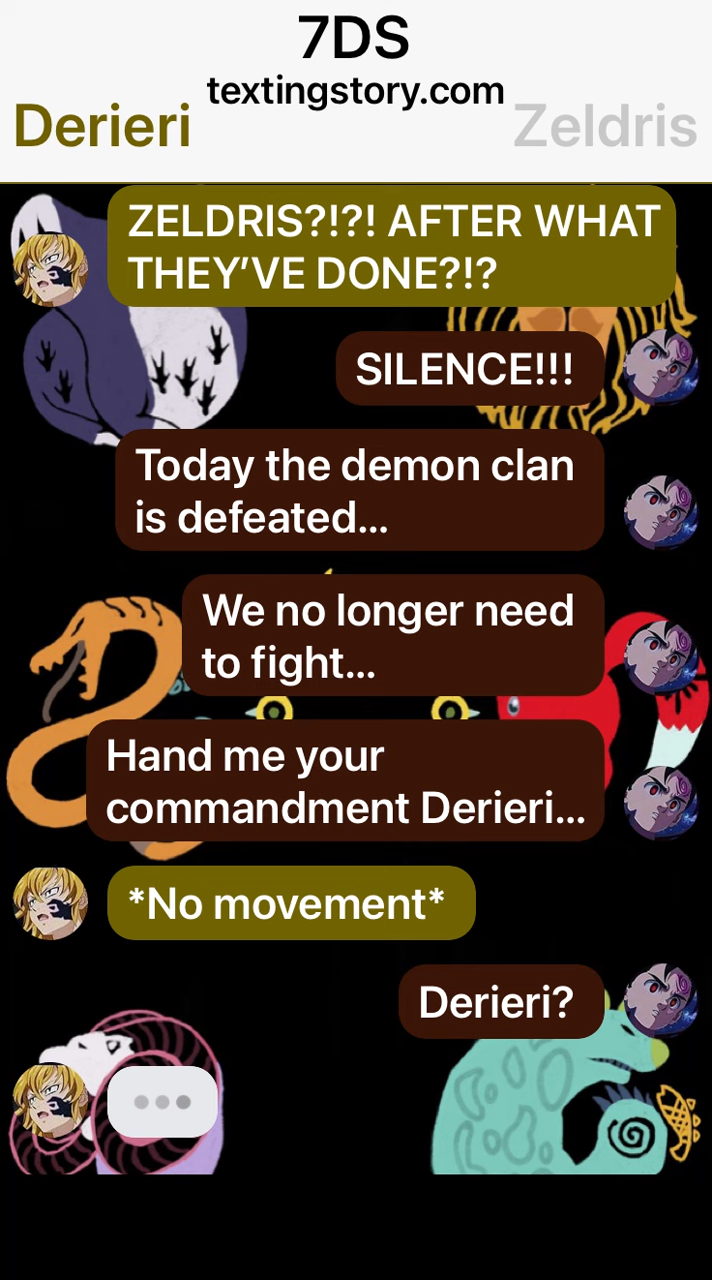 7DS
textingstory.com
Derieri
Zeldris
ZELDRIS?!?! AFTER WHAT
THEY’VE DONE?!?
SILENCE!!!
Today the demon clan
is defeated...
We no longer need
to fight...
Hand me your
commandment Derieri...
*No movement*
Derieri?